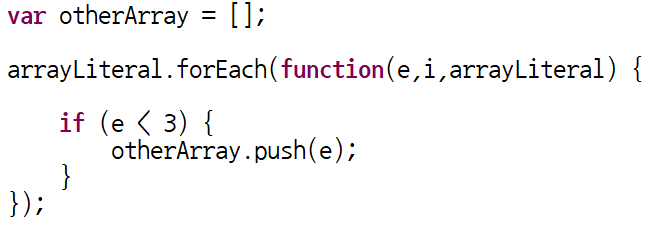 var otherArray = [];
arrayLiteral.forEach(function(e,i,arrayLiteral) {
    if (e < 3) {
        otherArray.push(e);
    }
});